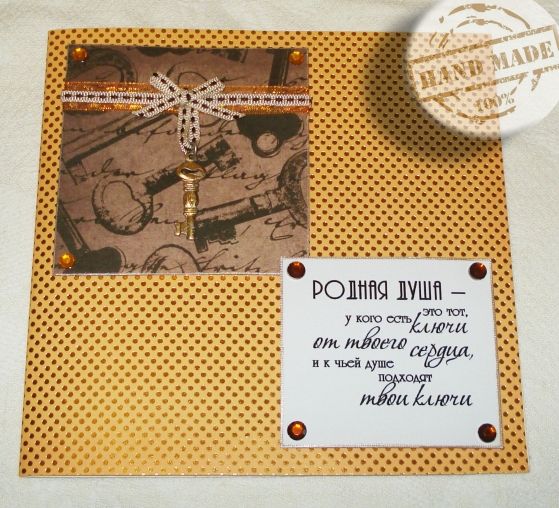 HAND MADE
100%
РОДНАЯ ДУША —
это тот,
у кого есть ключи
от твоего сердца,
и к чьей душе
подходят
твои ключи